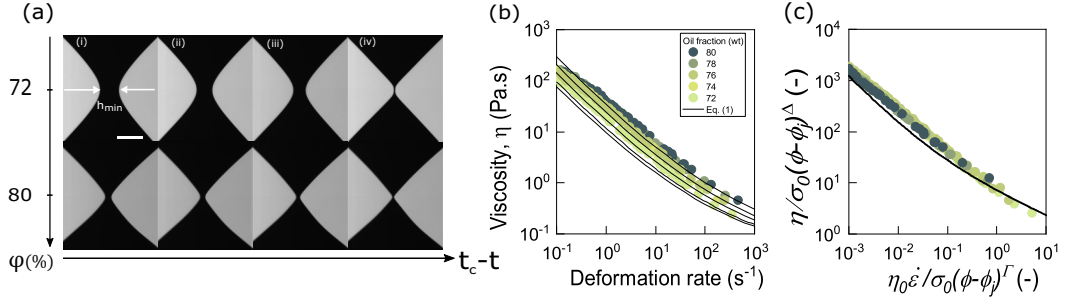 (a)
(i) (ii) (iii) (iv)
72
h_min
80
φ(%)
t_c-t
(b)
Viscosity, η (Pa.s)
10^3
10^2
10^1
10^0
10^-1
Oil fraction (wt)
80
78
76
74
72
Eq. (1)
10^-1 10^0 10^1 10^2 10^3
Deformation rate (s^-1)
(c)
η/σ_0(ϕ-ϕ_j)^Δ (-)
10^4
10^3
10^2
10^1
10^0
10^-3 10^-2 10^-1 10^0 10^1
η_0ε̇/σ_0(ϕ-ϕ_j)^Γ (-)